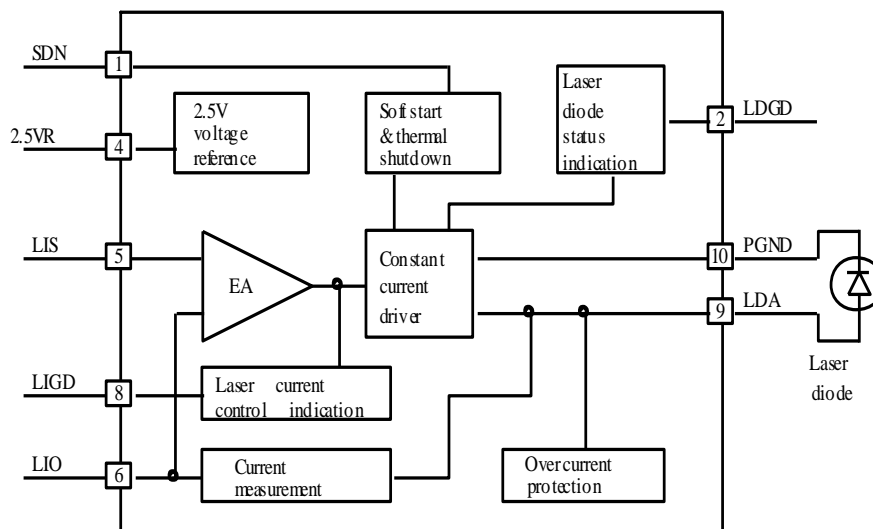 SDN
1
2.5VR
4
2.5V
voltage
reference
Soft start
& thermal
shutdown
Laser
diode
status
indication
2
LDGD
LIS
5
EA
Constant
current
driver
10
PGND
9
LDA
Laser
diode
LIGD
8
Laser current
control indication
LIO
6
Current
measurement
Overcurrent
protection